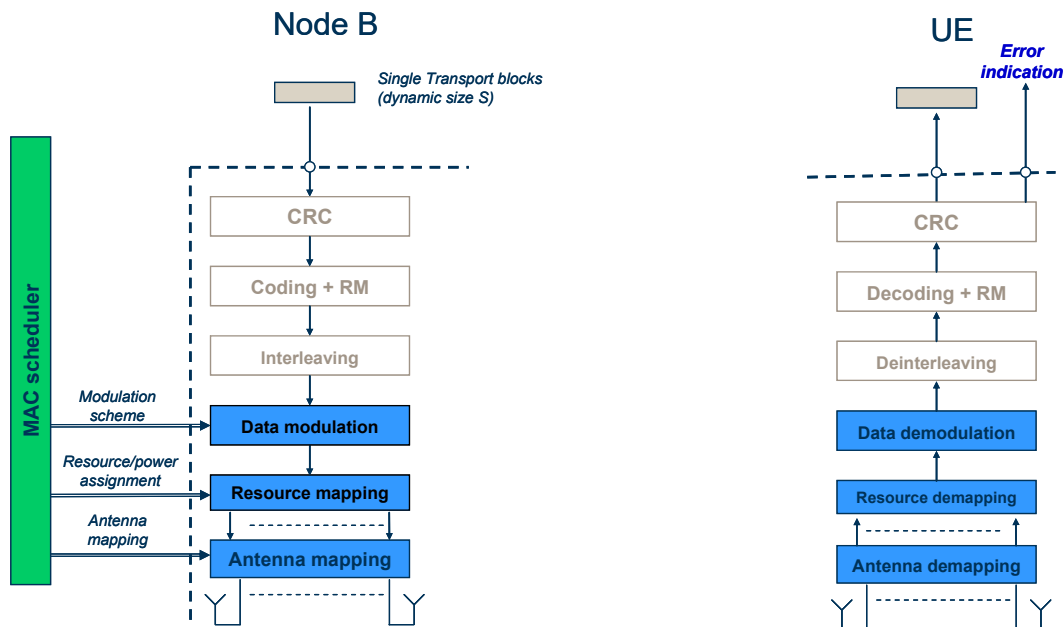 Node B
UE
Single Transport blocks
(dynamic size S)
Error
indication
MAC scheduler
CRC
Coding + RM
Interleaving
Modulation
scheme
Data modulation
Resource/power
assignment
Resource mapping
Antenna
mapping
Antenna mapping
CRC
Decoding + RM
Deinterleaving
Data demodulation
Resource demapping
Antenna demapping